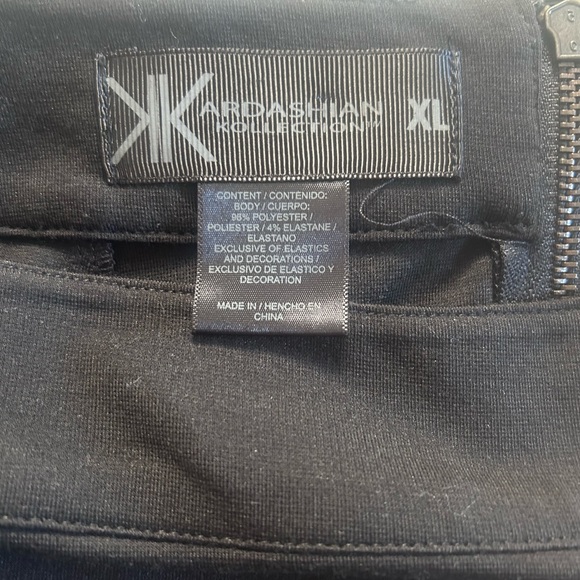 KARDASHIAN
KOLLECTION™
XL
CONTENT / CONTENIDO:
BODY / CUERPO:
96% POLYESTER /
POLIESTER / 4% ELASTANE /
ELASTANO
EXCLUSIVE OF ELASTICS
AND DECORATIONS /
EXCLUSIVO DE ELASTICO Y
DECORATION
MADE IN / HENCHO EN
CHINA